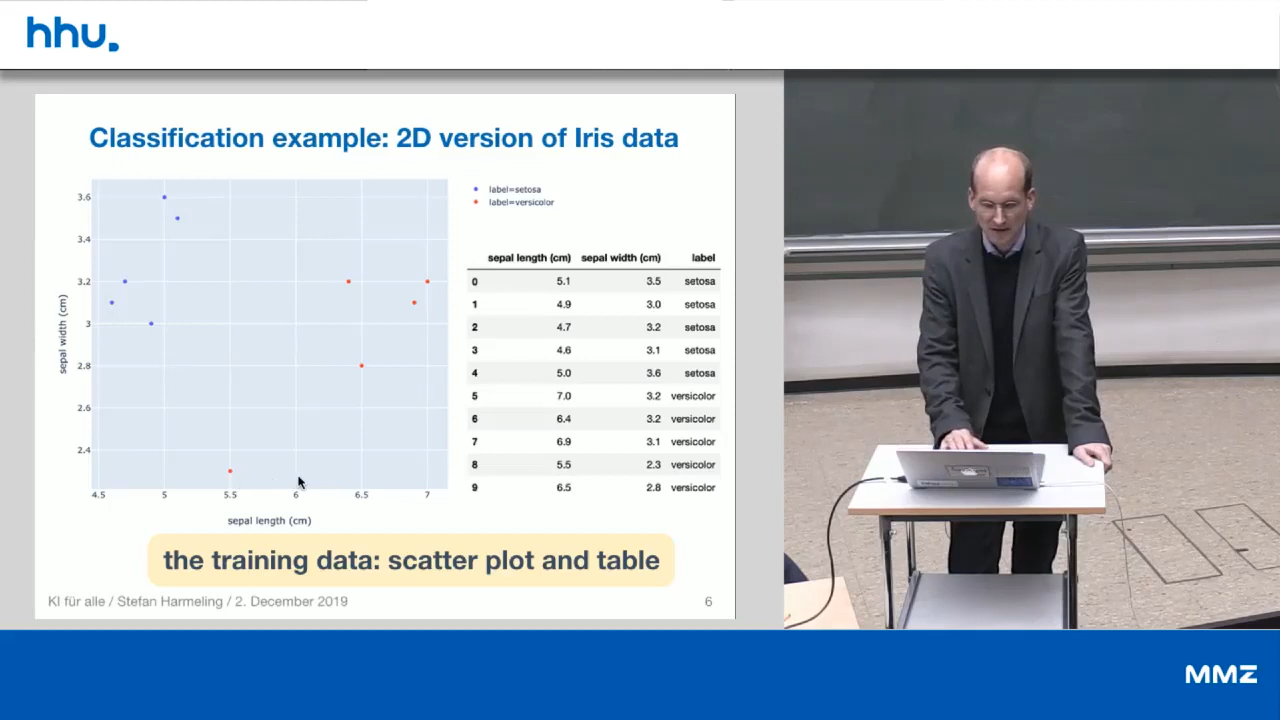 hhu.
Classification example: 2D version of Iris data
label=setosa
label=versicolor
3.6
3.4
3.2
3
2.8
2.6
2.4
sepal width (cm)
4.5 5 5.5 6 6.5 7
sepal length (cm)
sepal length (cm) sepal width (cm) label
0 5.1 3.5 setosa
1 4.9 3.0 setosa
2 4.7 3.2 setosa
3 4.6 3.1 setosa
4 5.0 3.6 setosa
5 7.0 3.2 versicolor
6 6.4 3.2 versicolor
7 6.9 3.1 versicolor
8 5.5 2.3 versicolor
9 6.5 2.8 versicolor
the training data: scatter plot and table
KI für alle / Stefan Harmeling / 2. December 2019 6
MMZ